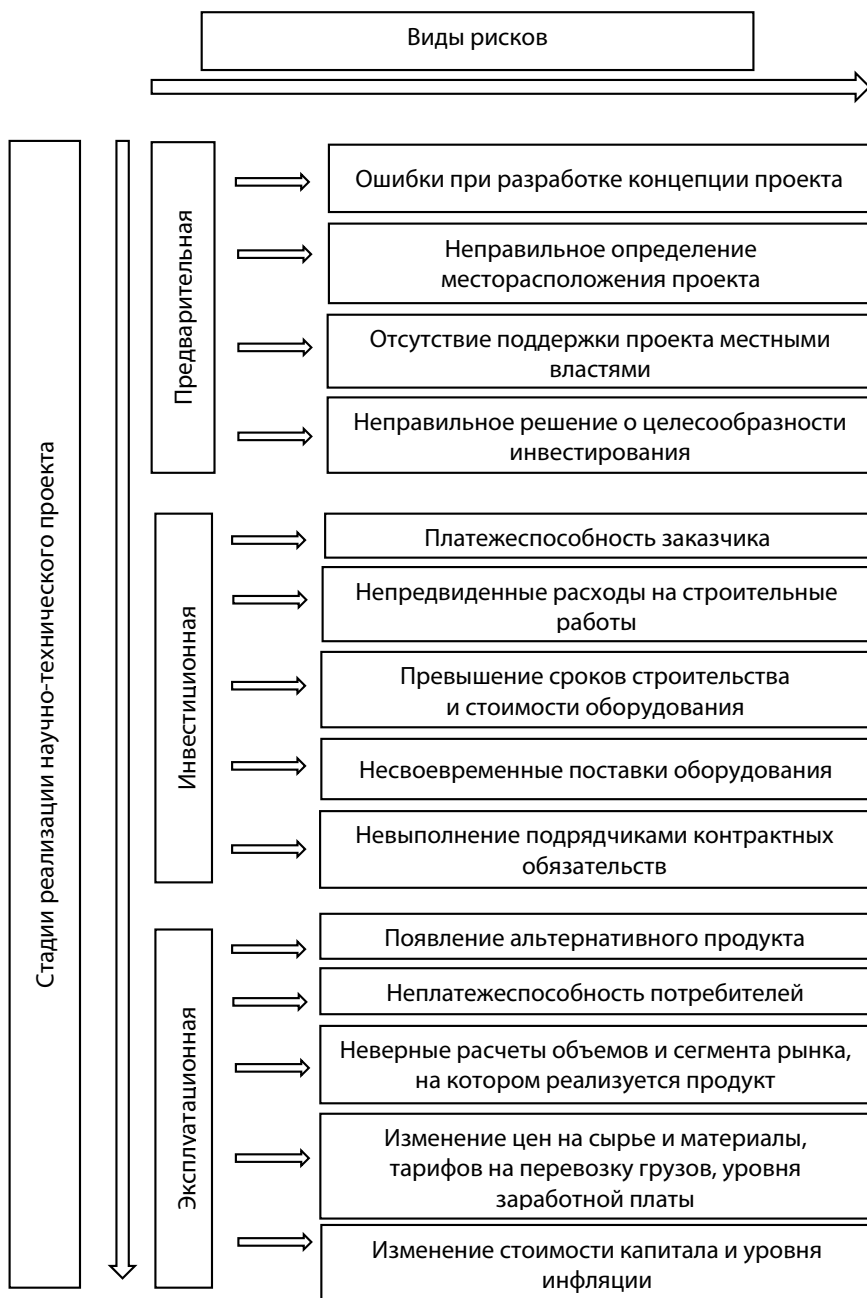 Виды рисков
Стадии реализации научно-технического проекта
Предварительная
Ошибки при разработке концепции проекта
Неправильное определение
месторасположения проекта
Отсутствие поддержки проекта местными
властями
Неправильное решение о целесообразности
инвестирования
Инвестиционная
Платежеспособность заказчика
Непредвиденные расходы на строительные
работы
Превышение сроков строительства
и стоимости оборудования
Несвоевременные поставки оборудования
Невыполнение подрядчиками контрактных
обязательств
Эксплуатационная
Появление альтернативного продукта
Неплатежеспособность потребителей
Неверные расчеты объемов и сегмента рынка,
на котором реализуется продукт
Изменение цен на сырье и материалы,
тарифов на перевозку грузов, уровня
заработной платы
Изменение стоимости капитала и уровня
инфляции